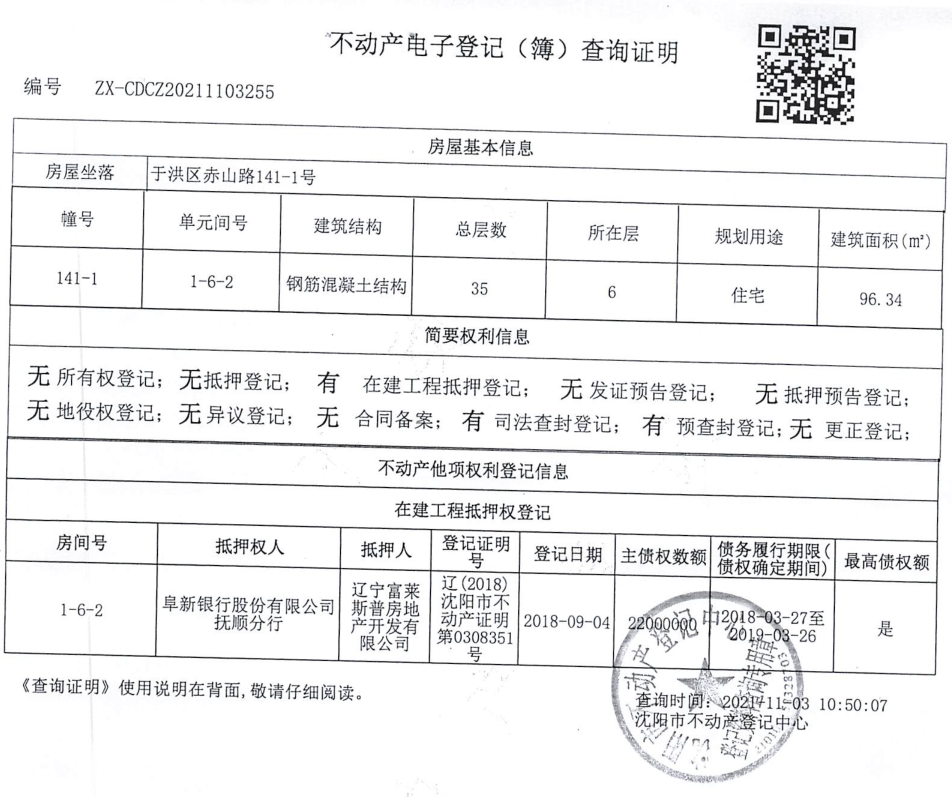 不动产电子登记（簿）查询证明
编号 ZX-CDCZ20211103255
房屋基本信息
房屋坐落 于洪区赤山路141-1号
幢号 单元间号 建筑结构 总层数 所在层 规划用途 建筑面积(㎡)
141-1 1-6-2 钢筋混凝土结构 35 6 住宅 96.34
简要权利信息
无 所有权登记； 无抵押登记； 有 在建工程抵押登记； 无 发证预告登记； 无 抵押预告登记；
无 地役权登记； 无 异议登记； 无 合同备案； 有 司法查封登记； 有 预查封登记； 无 更正登记；
不动产他项权利登记信息
在建工程抵押权登记
房间号 抵押权人 抵押人 登记证明号 登记日期 主债权数额 债务履行期限(债权确定期间) 最高债权额
1-6-2 阜新银行股份有限公司抚顺分行 辽宁富莱斯普房地产开发有限公司 辽(2018)沈阳市不动产证明第0308351号 2018-09-04 22000000 2018-03-27至2019-03-26 是
《查询证明》使用说明在背面,敬请仔细阅读。
查询时间：2021-11-03 10:50:07
沈阳市不动产登记中心